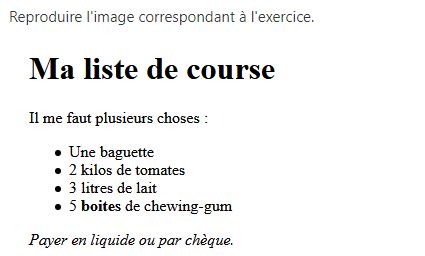 Reproduire l'image correspondant à l'exercice.
Ma liste de course
Il me faut plusieurs choses :
• Une baguette
• 2 kilos de tomates
• 3 litres de lait
• 5 boites de chewing-gum
Payer en liquide ou par chèque.